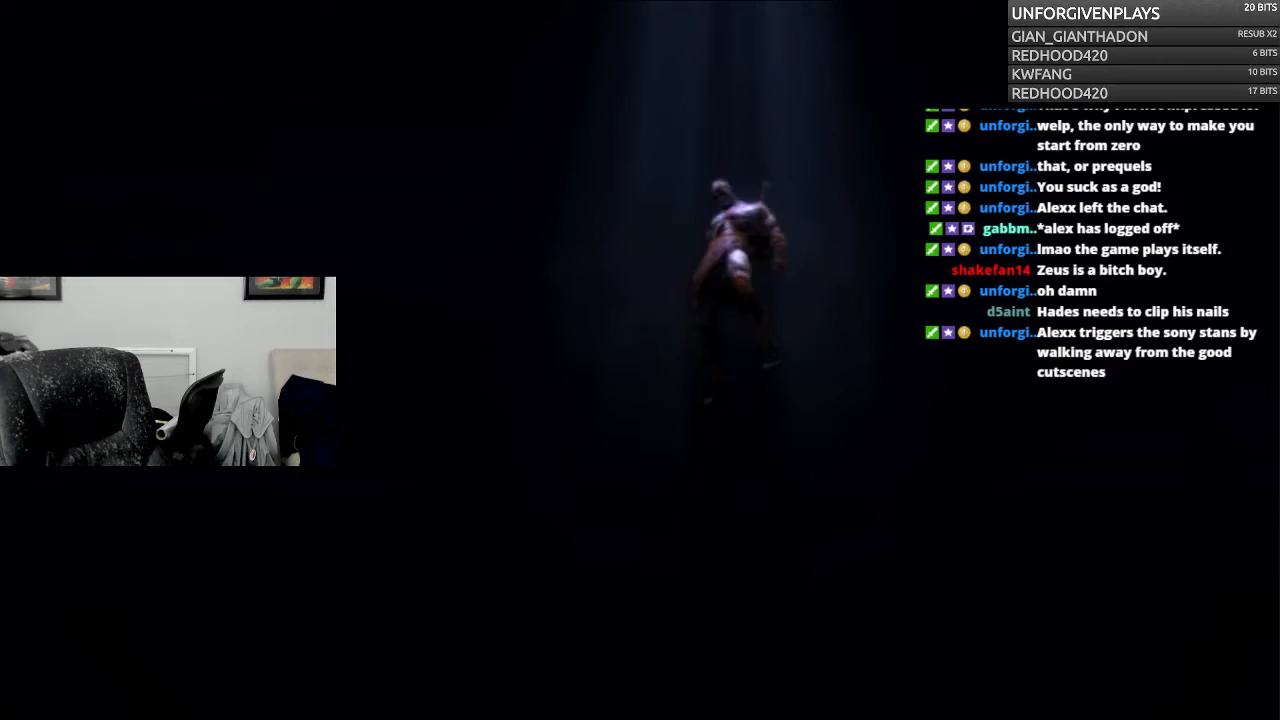 UNFORGIVENPLAYS 20 BITS
GIAN_GIANTHADON RESUB X2
REDHOOD420 6 BITS
KWFANG 10 BITS
REDHOOD420 17 BITS
unforgi..welp, the only way to make you
start from zero
unforgi..that, or prequels
unforgi..You suck as a god!
unforgi..Alexx left the chat.
gabbm..*alex has logged off*
unforgi..lmao the game plays itself.
shakefan14 Zeus is a bitch boy.
unforgi..oh damn
d5aint Hades needs to clip his nails
unforgi..Alexx triggers the sony stans by
walking away from the good
cutscenes